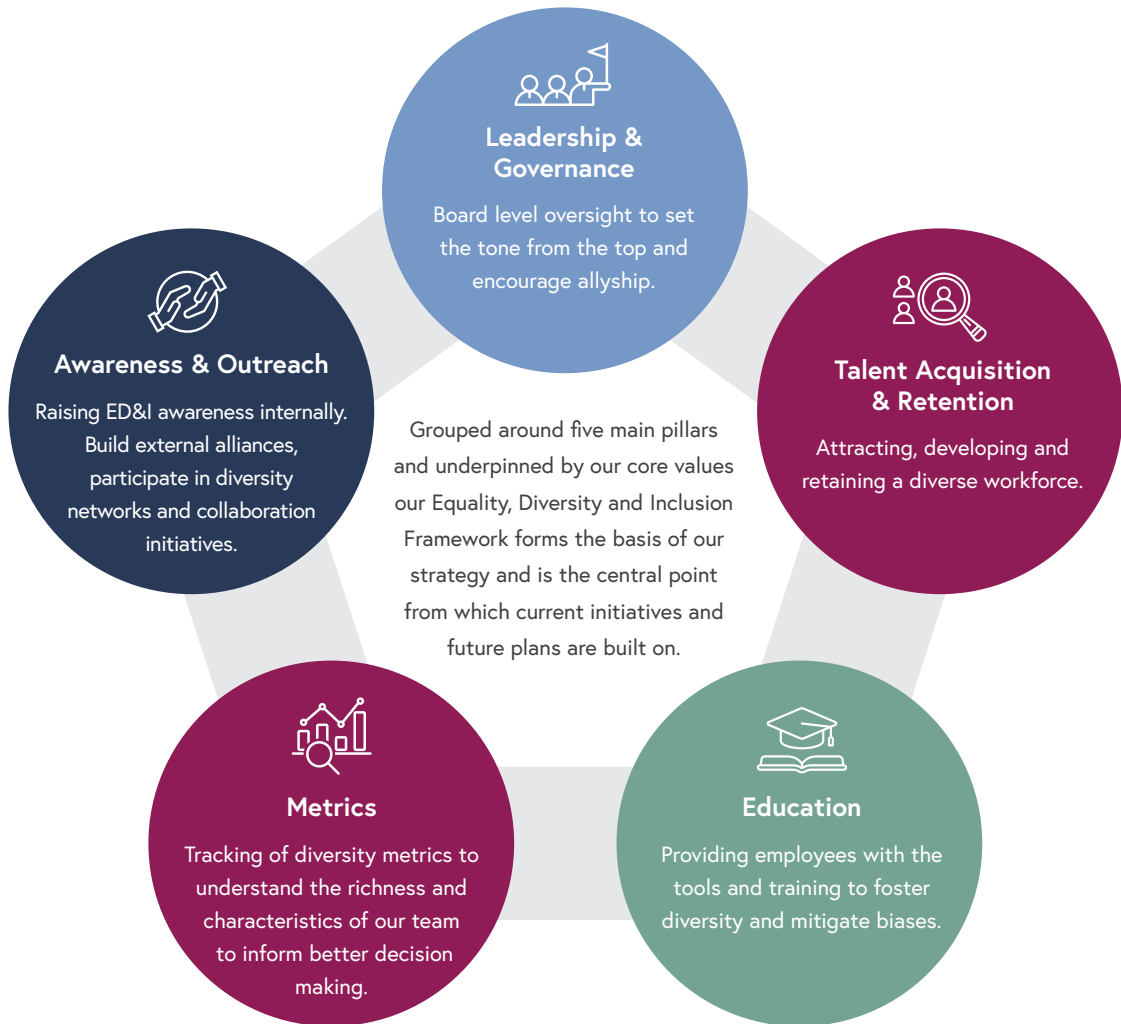 Leadership &
Governance
Board level oversight to set
the tone from the top and
encourage allyship.
Awareness & Outreach
Raising ED&I awareness internally.
Build external alliances,
participate in diversity
networks and collaboration
initiatives.
Talent Acquisition
& Retention
Attracting, developing and
retaining a diverse workforce.
Grouped around five main pillars
and underpinned by our core values
our Equality, Diversity and Inclusion
Framework forms the basis of our
strategy and is the central point
from which current initiatives and
future plans are built on.
Metrics
Tracking of diversity metrics to
understand the richness and
characteristics of our team
to inform better decision
making.
Education
Providing employees with the
tools and training to foster
diversity and mitigate biases.